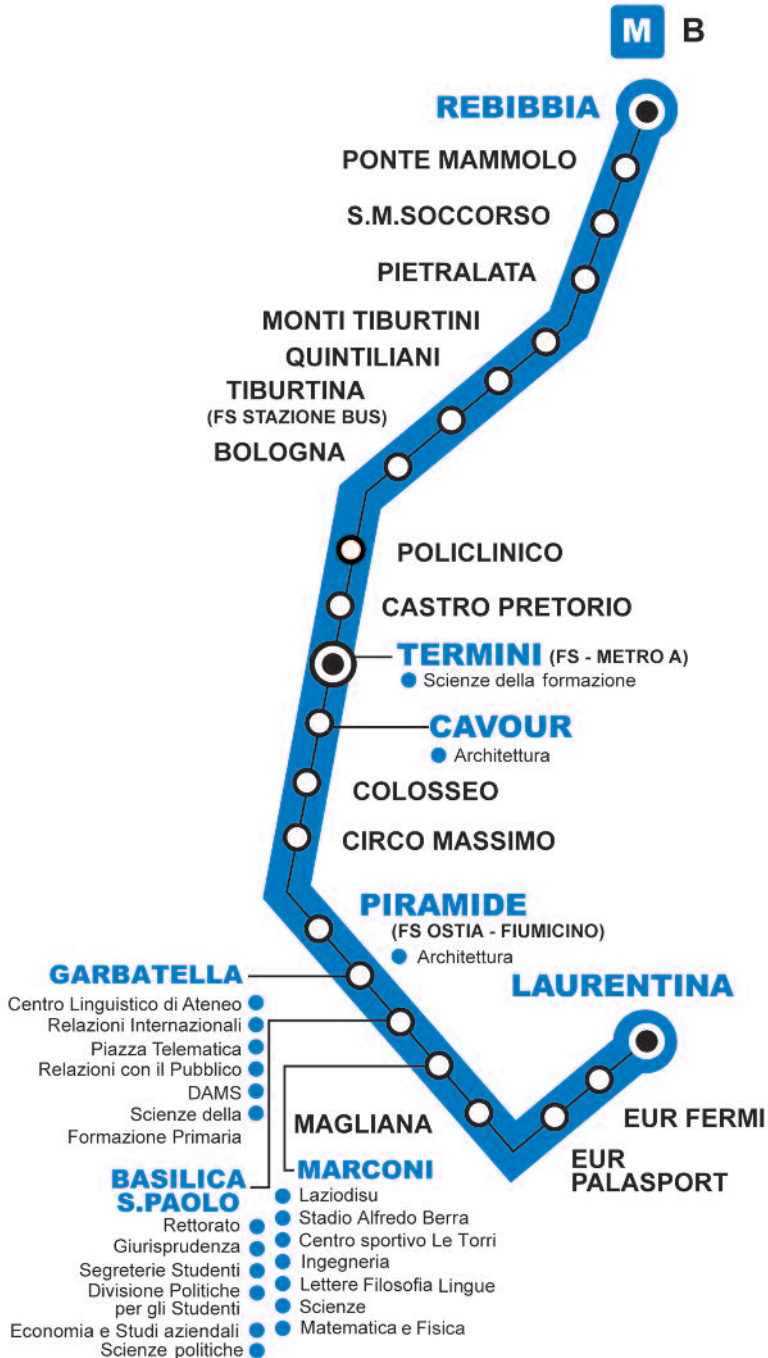 M B
REBIBBIA
PONTE MAMMOLO
S.M.SOCCORSO
PIETRALATA
MONTI TIBURTINI
QUINTILIANI
TIBURTINA
(FS STAZIONE BUS)
BOLOGNA
POLICLINICO
CASTRO PRETORIO
TERMINI (FS - METRO A)
Scienze della formazione
CAVOUR
Architettura
COLOSSEO
CIRCO MASSIMO
PIRAMIDE
(FS OSTIA - FIUMICINO)
Architettura
GARBATELLA
Centro Linguistico di Ateneo
Relazioni Internazionali
Piazza Telematica
Relazioni con il Pubblico
DAMS
Scienze della
Formazione Primaria
LAURENTINA
EUR FERMI
EUR
PALASPORT
MAGLIANA
BASILICA
S.PAOLO
Rettorato
Giurisprudenza
Segreterie Studenti
Divisione Politiche
per gli Studenti
Economia e Studi aziendali
Scienze politiche
MARCONI
Laziodisu
Stadio Alfredo Berra
Centro sportivo Le Torri
Ingegneria
Lettere Filosofia Lingue
Scienze
Matematica e Fisica